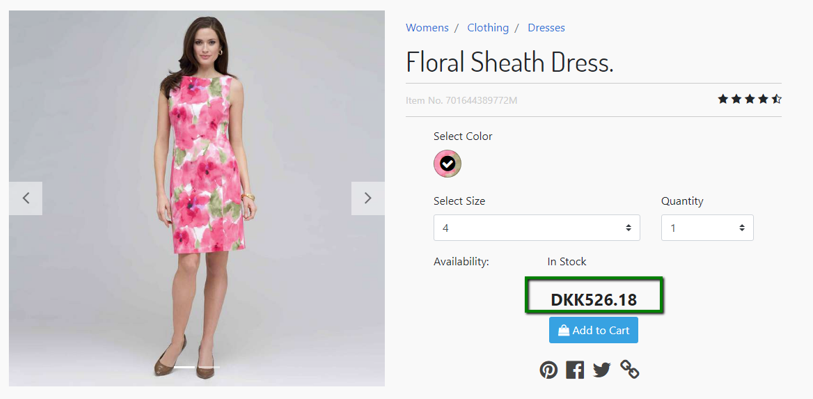 Womens / Clothing / Dresses
Floral Sheath Dress.
Item No. 701644389772M
Select Color
Select Size
Quantity
4
1
Availability:
In Stock
DKK526.18
Add to Cart